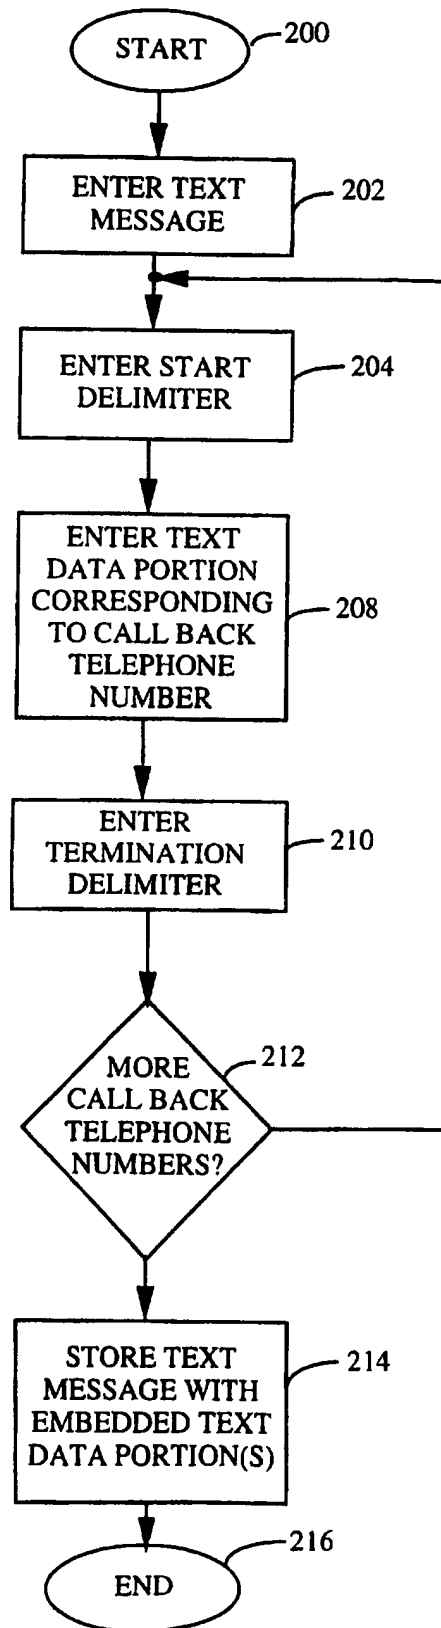 START
200
ENTER TEXT
MESSAGE
202
ENTER START
DELIMITER
204
ENTER TEXT
DATA PORTION
CORRESPONDING
TO CALL BACK
TELEPHONE
NUMBER
208
ENTER
TERMINATION
DELIMITER
210
MORE
CALL BACK
TELEPHONE
NUMBERS?
212
STORE TEXT
MESSAGE WITH
EMBEDDED TEXT
DATA PORTION(S)
214
END
216